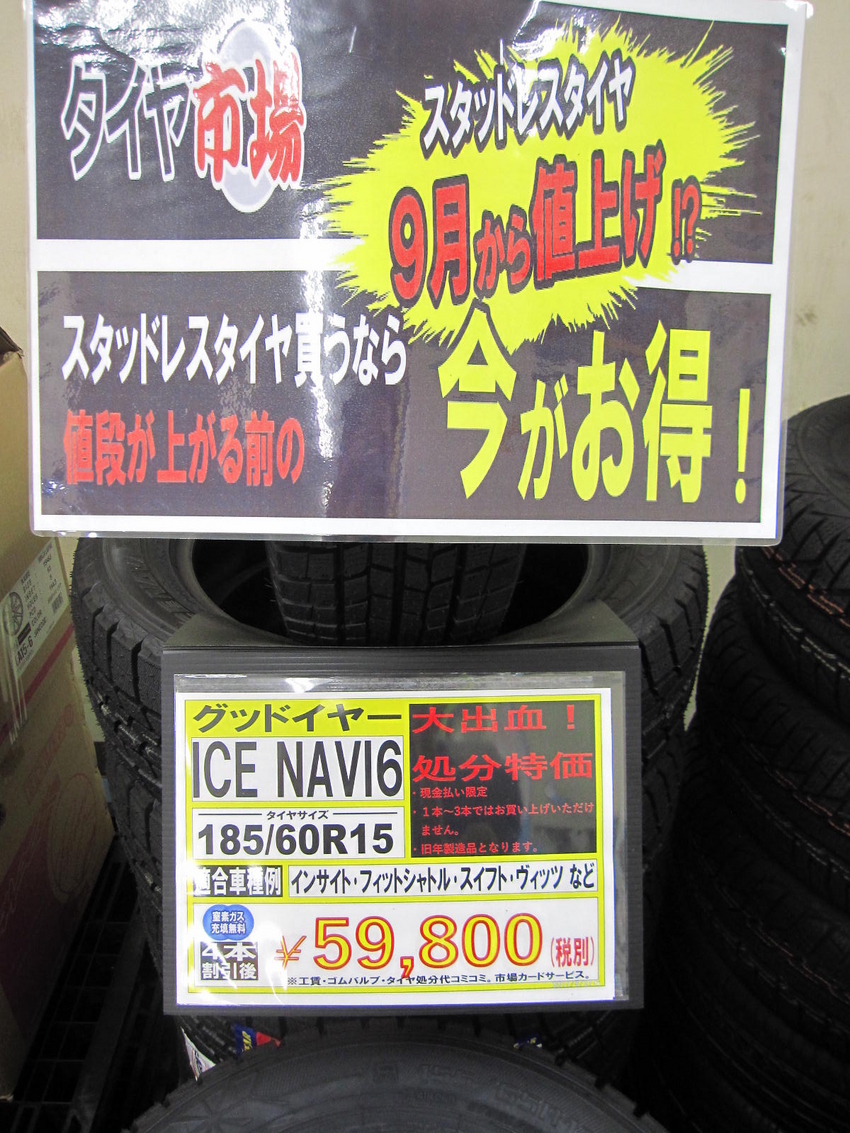 タイヤ市場
スタッドレスタイヤ
9月から値上げ!?
スタッドレスタイヤ買うなら
値段が上がる前の
今がお得！
グッドイヤー
ICE NAVI6
タイヤサイズ
185/60R15
大出血！
処分特価
・現金払い限定
・１本～3本ではお買い上げいただけ
ません。
・旧年製造品となります。
適合車種例
インサイト・フィットシャトル・スイフト・ヴィッツ など
窒素ガス
充填無料
4本
割引後
¥59,800(税別)
※工賃・ゴムバルブ・タイヤ処分代コミコミ。市場カードサービス。
AXS-6